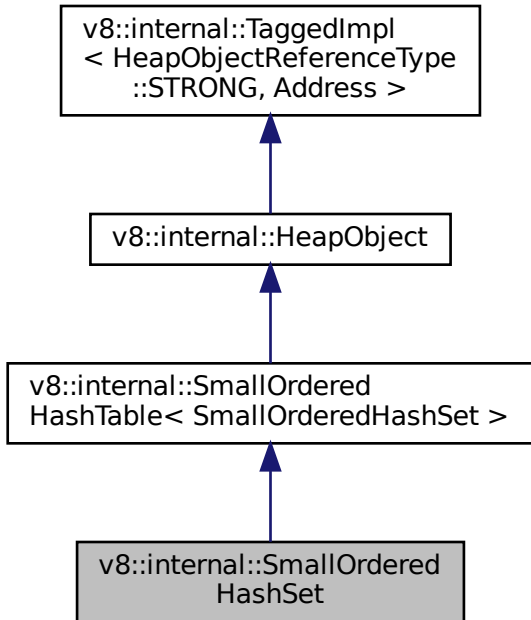 v8::internal::TaggedImpl
< HeapObjectReferenceType
::STRONG, Address >
v8::internal::HeapObject
v8::internal::SmallOrdered
HashTable< SmallOrderedHashSet >
v8::internal::SmallOrdered
HashSet